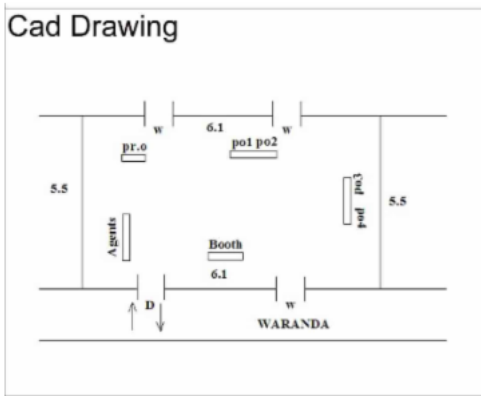 Cad Drawing
w
6.1
w
pr.o
po1 po2
5.5
po3
po4
5.5
Agents
Booth
6.1
D
w
WARANDA